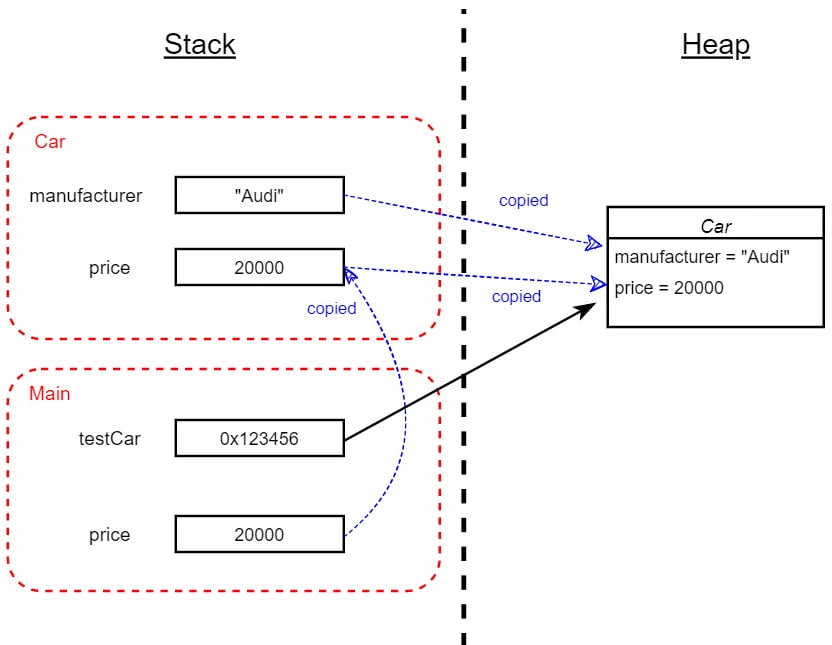 Stack
Heap
Car
manufacturer
"Audi"
copied
Car
manufacturer = "Audi"
price
20000
copied
price = 20000
copied
Main
testCar
0x123456
price
20000